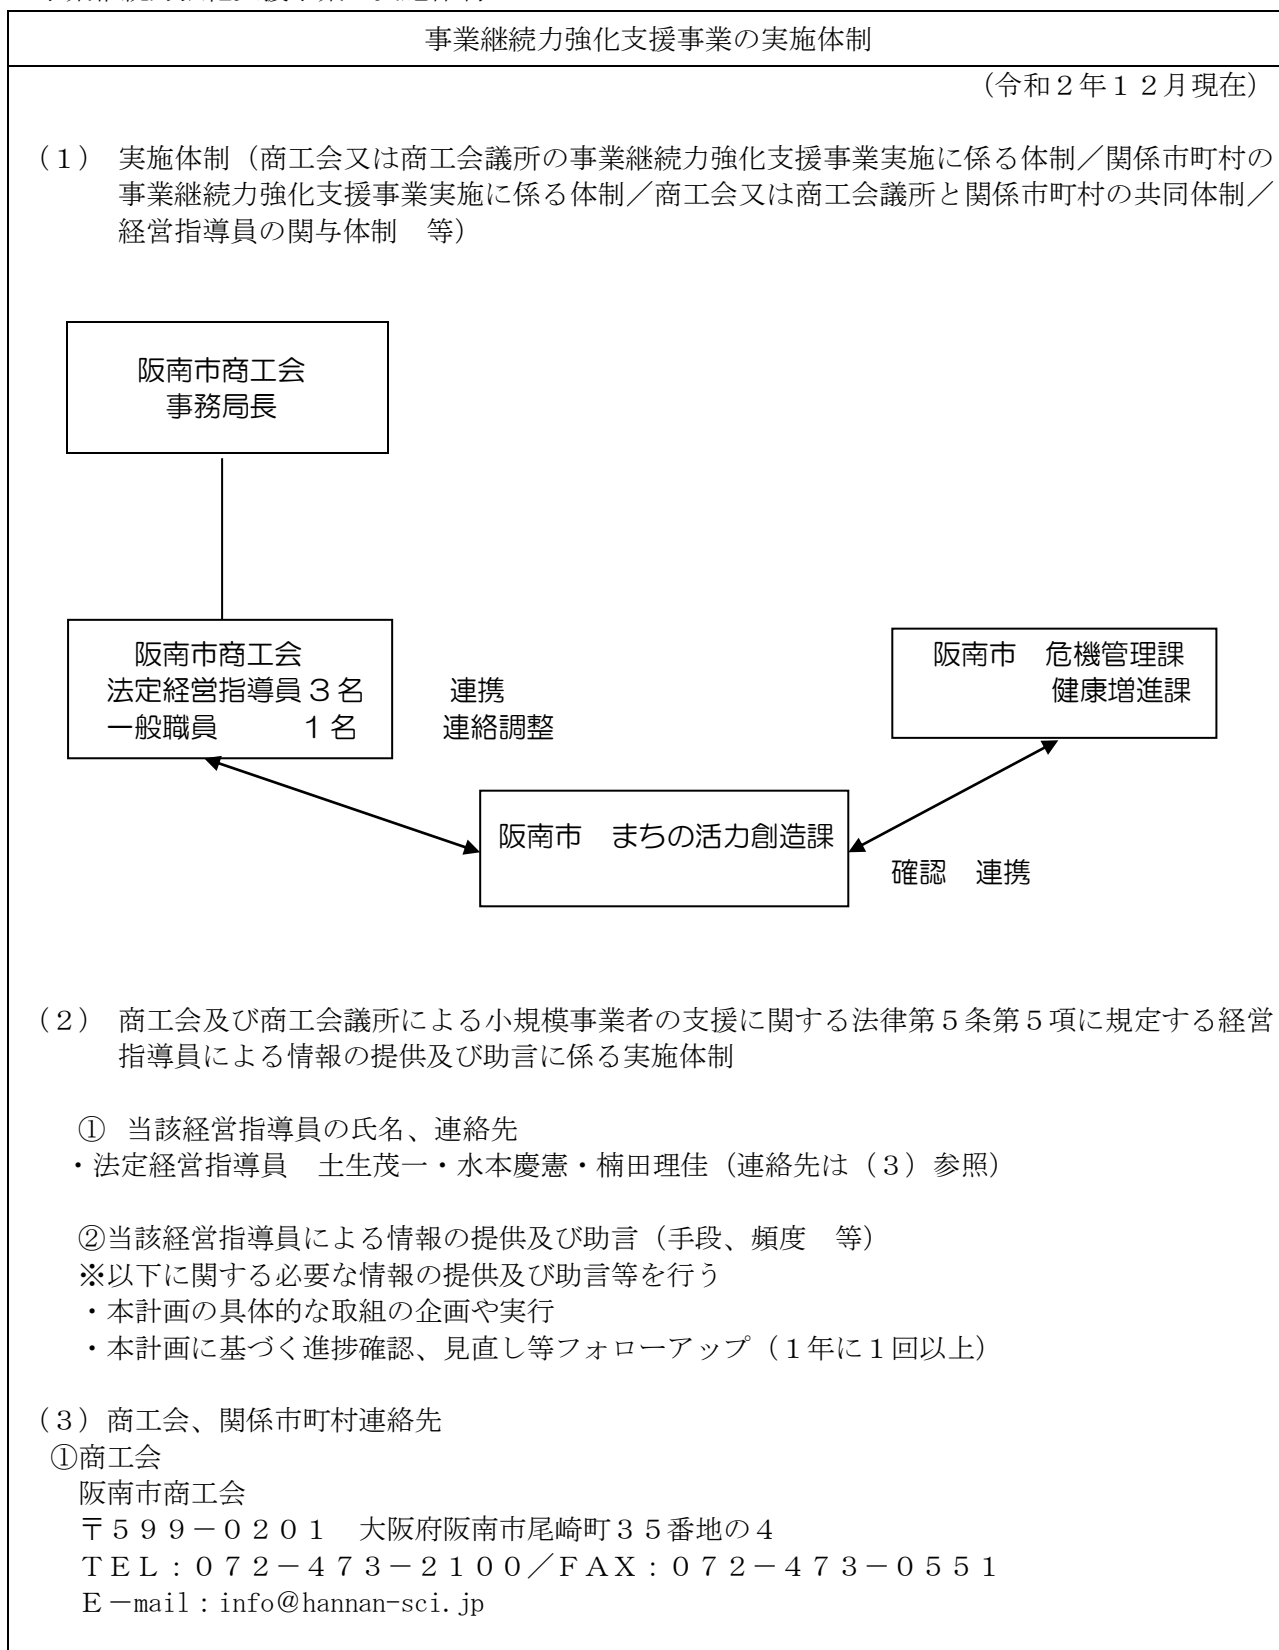 事業継続力強化支援事業の実施体制
（令和２年１２月現在）
（１）　実施体制（商工会又は商工会議所の事業継続力強化支援事業実施に係る体制／関係市町村の
事業継続力強化支援事業実施に係る体制／商工会又は商工会議所と関係市町村の共同体制／
経営指導員の関与体制　等）
阪南市商工会
事務局長
阪南市商工会
法定経営指導員３名
一般職員　　　１名
連携
連絡調整
阪南市　危機管理課
健康増進課
阪南市　まちの活力創造課
確認　連携
（２）　商工会及び商工会議所による小規模事業者の支援に関する法律第５条第５項に規定する経営
指導員による情報の提供及び助言に係る実施体制
①　当該経営指導員の氏名、連絡先
・法定経営指導員　土生茂一・水本慶憲・楠田理佳（連絡先は（３）参照）
②当該経営指導員による情報の提供及び助言（手段、頻度　等）
※以下に関する必要な情報の提供及び助言等を行う
・本計画の具体的な取組の企画や実行
・本計画に基づく進捗確認、見直し等フォローアップ（１年に１回以上）
（３）商工会、関係市町村連絡先
①商工会
阪南市商工会
〒５９９－０２０１　大阪府阪南市尾崎町３５番地の４
ＴＥＬ：０７２－４７３－２１００／ＦＡＸ：０７２－４７３－０５５１
Ｅ－mail：info@hannan-sci.jp